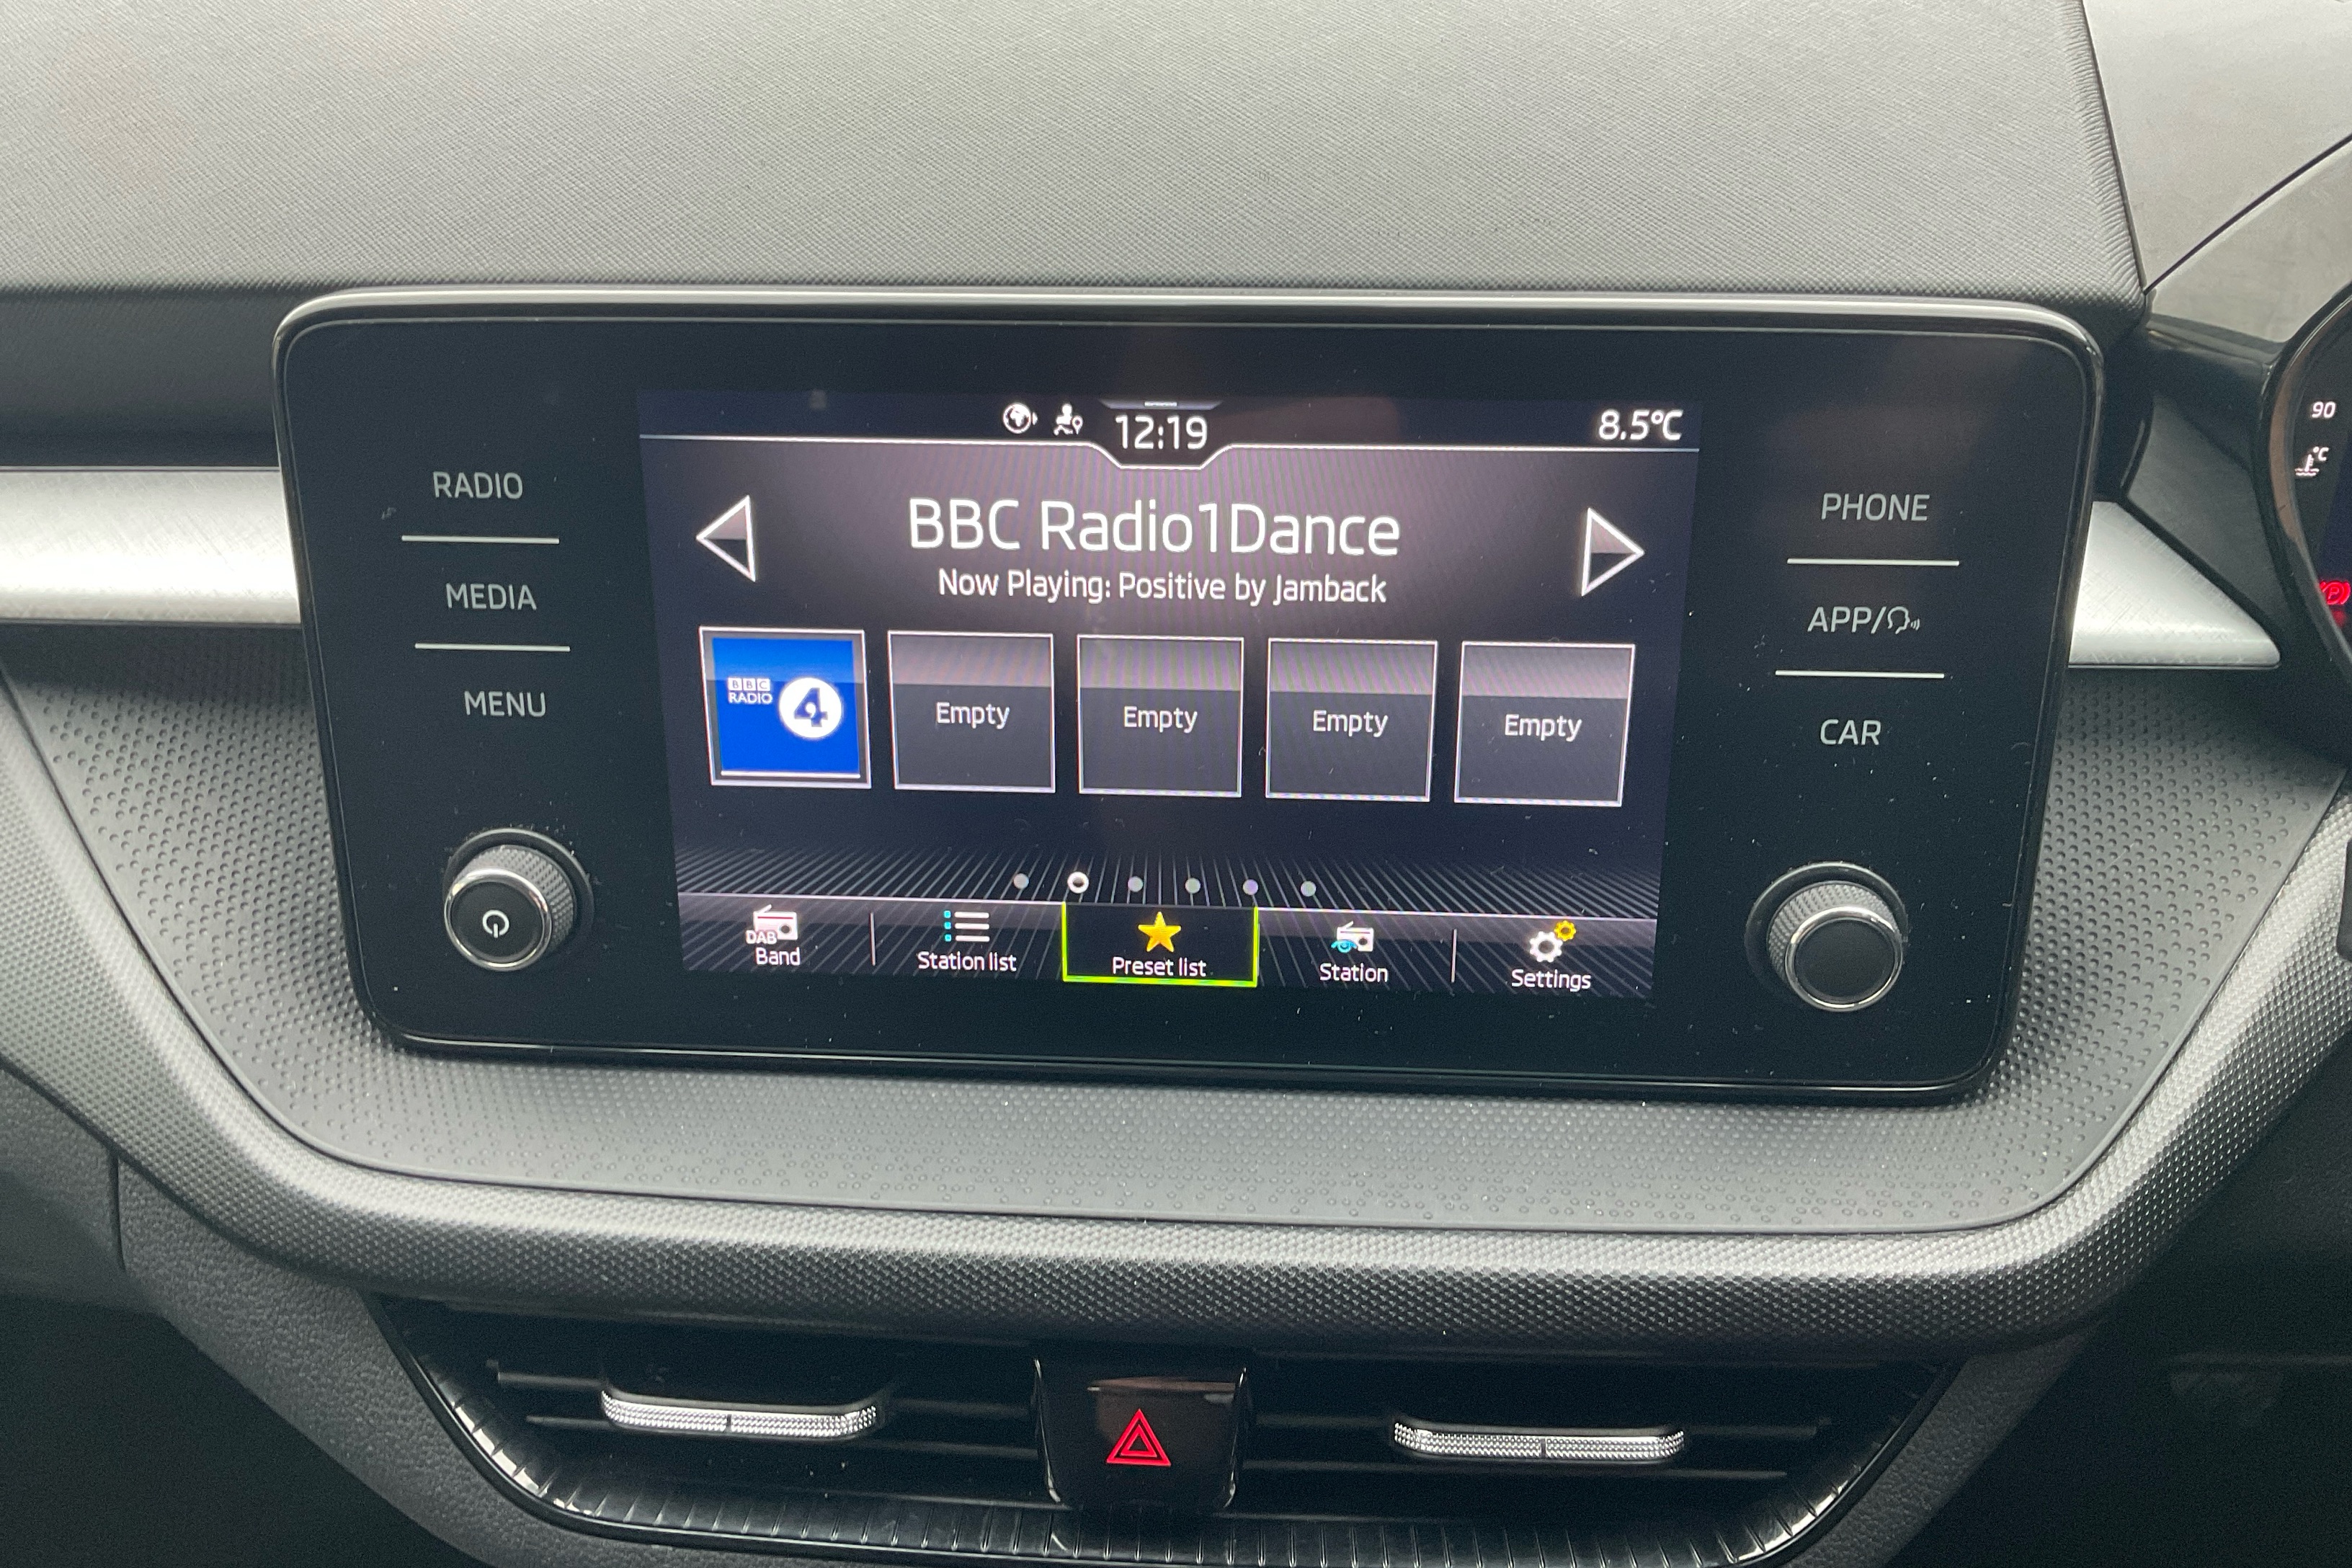 12:19
8.5°C
BBC Radio1Dance
Now Playing: Positive by Jamback
RADIO
MEDIA
MENU
PHONE
APP/
CAR
BBC
RADIO
4
Empty
Empty
Empty
Empty
DAB
Band
Station list
Preset list
Station
Settings
90
°C
P